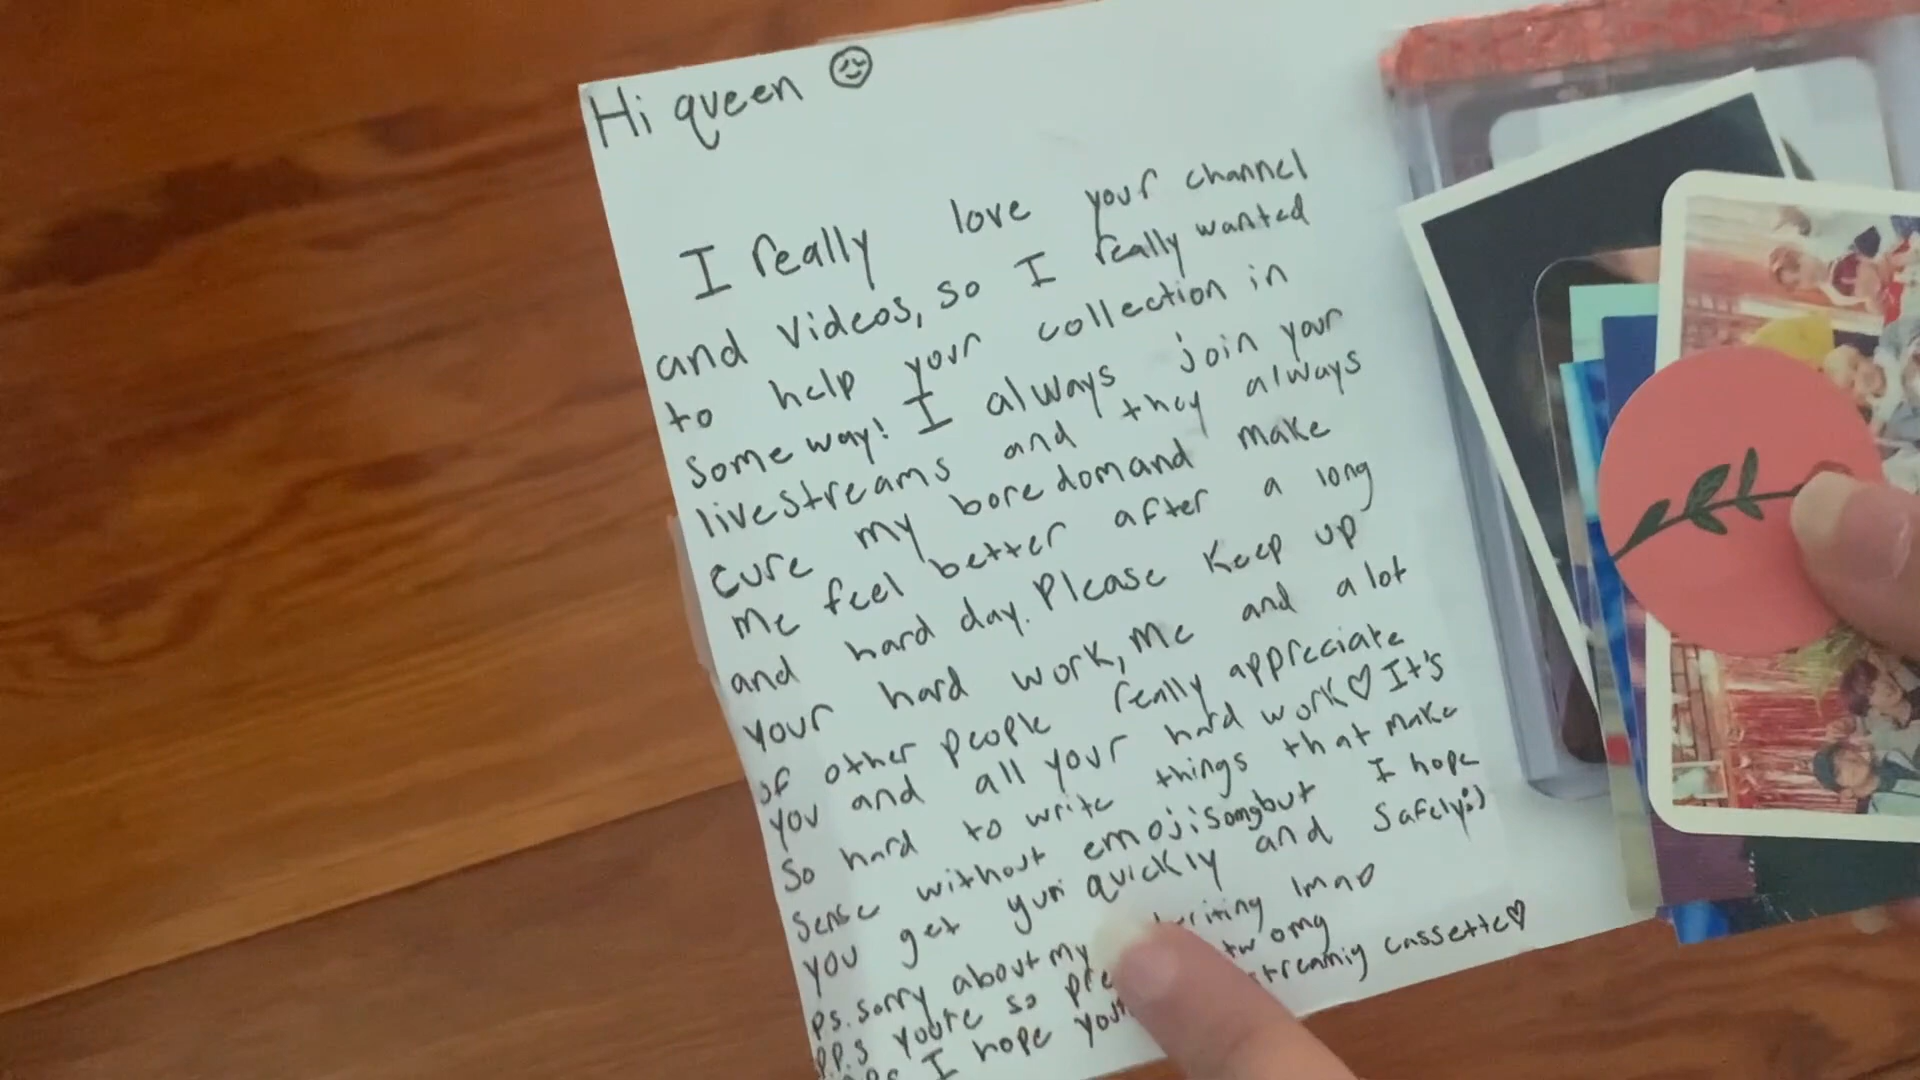 Hi queen
I really love your channel
and videos, so I really wanted
to help your collection in
some way! I always join your
livestreams and they always
cure my boredom and make
me feel better after a long
and hard day. Please keep up
your hard work, me and a lot
of other people really appreciate
you and all your hard work♡ It's
so hard to write things that make
sense without emojis omg but I hope
you get yuri quickly and safely:)
ps. sorry about my writing lmao
p.p.s you're so pre tw omg
I hope your streaming cassette♡